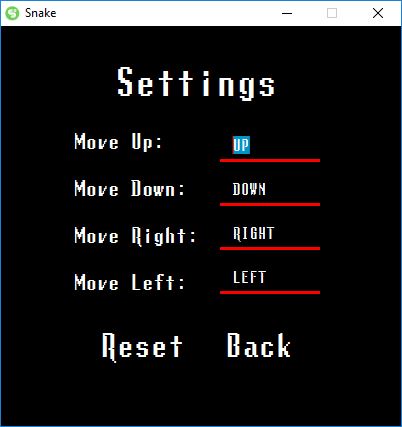 Snake
Settings
Move Up: UP
Move Down: DOWN
Move Right: RIGHT
Move Left: LEFT
Reset Back